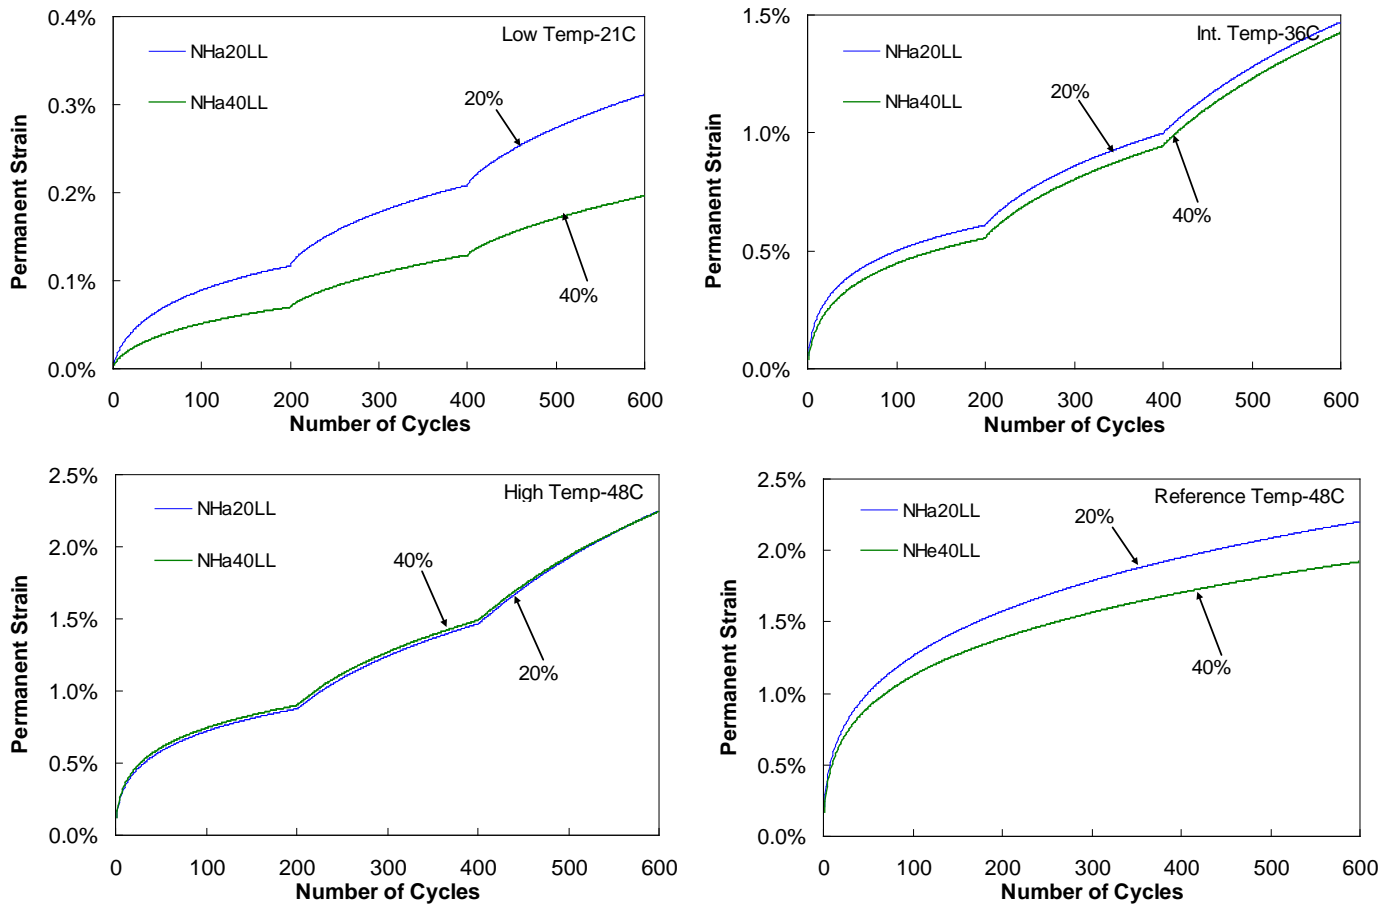 0.4%
0.3%
0.2%
0.1%
0.0%
Permanent Strain
Low Temp-21C
NHa20LL
NHa40LL
20%
40%
0 100 200 300 400 500 600
Number of Cycles
1.5%
1.0%
0.5%
0.0%
Permanent Strain
Int. Temp-36C
NHa20LL
NHa40LL
20%
40%
0 100 200 300 400 500 600
Number of Cycles
2.5%
2.0%
1.5%
1.0%
0.5%
0.0%
Permanent Strain
High Temp-48C
NHa20LL
NHa40LL
40%
20%
0 100 200 300 400 500 600
Number of Cycles
2.5%
2.0%
1.5%
1.0%
0.5%
0.0%
Permanent Strain
Reference Temp-48C
NHa20LL
NHe40LL
20%
40%
0 100 200 300 400 500 600
Number of Cycles